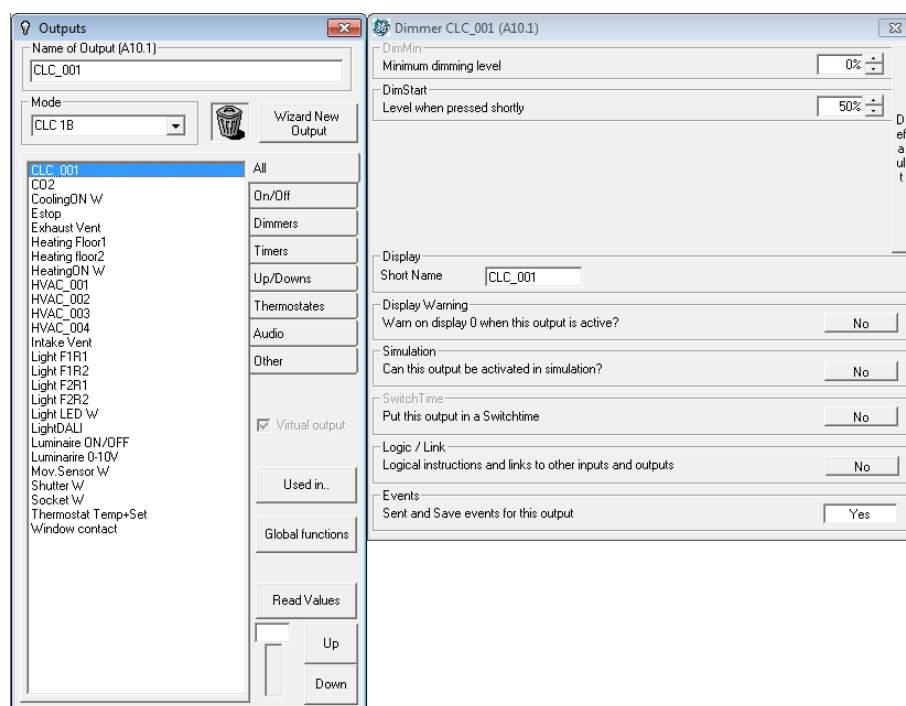 Outputs
Name of Output (A10.1)
CLC_001
Mode
CLC 1B
Wizard New
Output
CLC_001
CO2
CoolingON W
Estop
Exhaust Vent
Heating Floor1
Heating floor2
HeatingON W
HVAC_001
HVAC_002
HVAC_003
HVAC_004
Intake Vent
Light F1R1
Light F1R2
Light F2R1
Light F2R2
Light LED W
LightDALI
Luminaire ON/OFF
Luminarire 0-10V
Mov.Sensor W
Shutter W
Socket W
Thermostat Temp+Set
Window contact
All
On/Off
Dimmers
Timers
Up/Downs
Thermostates
Audio
Other
Virtual output
Used in..
Global functions
Read Values
Up
Down
Dimmer CLC_001 (A10.1)
DimMin
Minimum dimming level
0%
DimStart
Level when pressed shortly
50%
D
ef
a
ul
t
Display
Short Name
CLC_001
Display Warning
Warn on display 0 when this output is active?
No
Simulation
Can this output be activated in simulation?
No
SwitchTime
Put this output in a Switchtime
No
Logic / Link
Logical instructions and links to other inputs and outputs
No
Events
Sent and Save events for this output
Yes